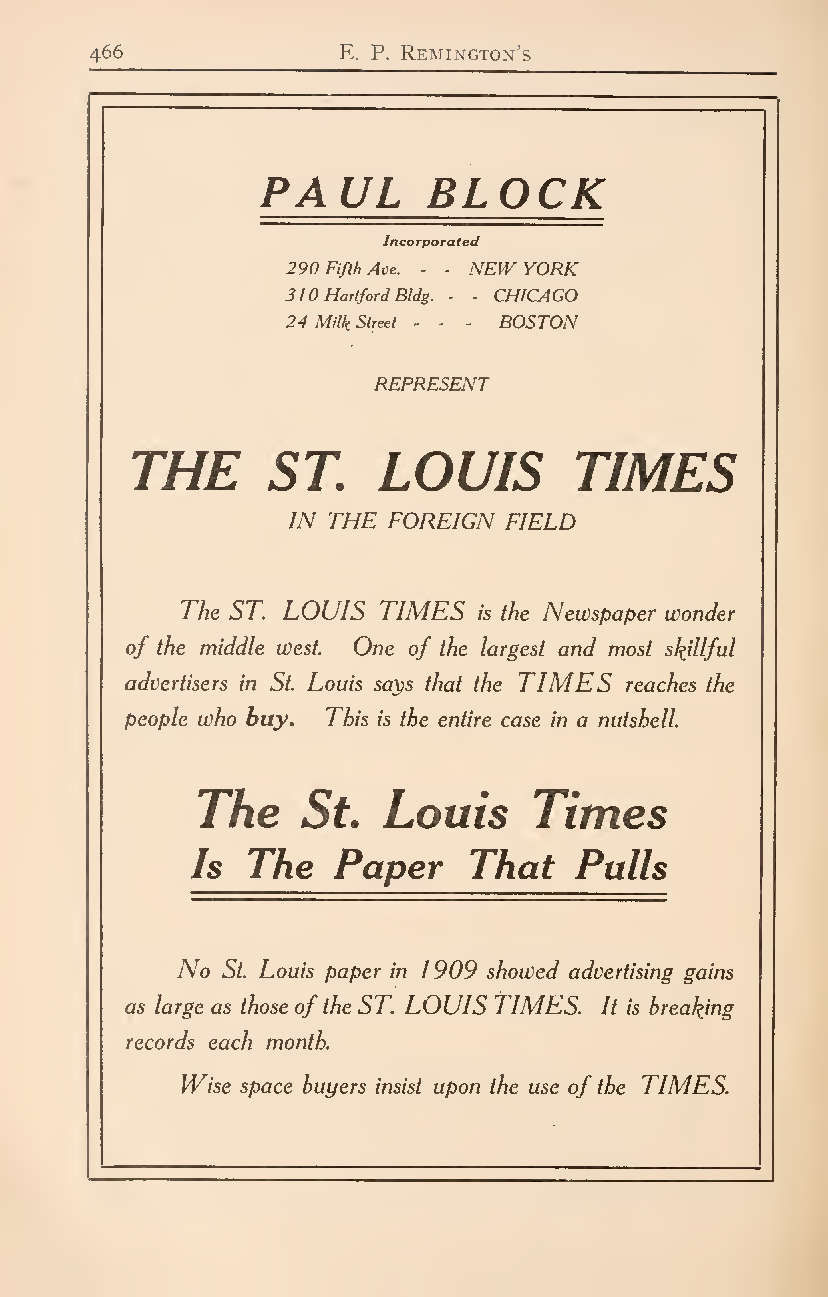 466
E. P. REMINGTON'S
PAUL BLOCK
Incorporated
290 Fifth Ave. - - NEW YORK
310 Hartford Bldg. - - CHICAGO
24 Milk Street - - - BOSTON
REPRESENT
THE ST. LOUIS TIMES
IN THE FOREIGN FIELD
The ST. LOUIS TIMES is the Newspaper wonder
of the middle west. One of the largest and most skillful
advertisers in St. Louis says that the TIMES reaches the
people who buy. This is the entire case in a nutshell.
The St. Louis Times
Is The Paper That Pulls
No St. Louis paper in 1909 showed advertising gains
as large as those of the ST. LOUIS TIMES. It is breaking
records each month.
Wise space buyers insist upon the use of the TIMES.